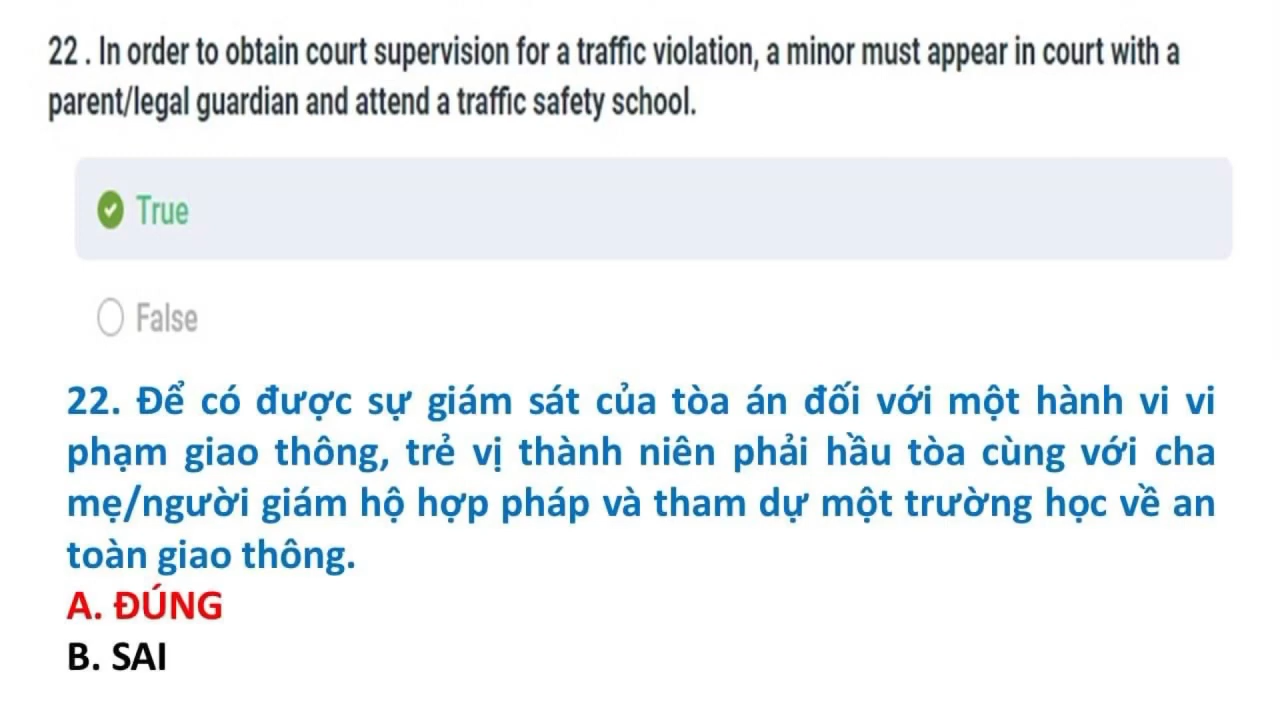 22 . In order to obtain court supervision for a traffic violation, a minor must appear in court with a
parent/legal guardian and attend a traffic safety school.
True
False
22. Để có được sự giám sát của tòa án đối với một hành vi vi
phạm giao thông, trẻ vị thành niên phải hầu tòa cùng với cha
mẹ/người giám hộ hợp pháp và tham dự một trường học về an
toàn giao thông.
A. ĐÚNG
B. SAI